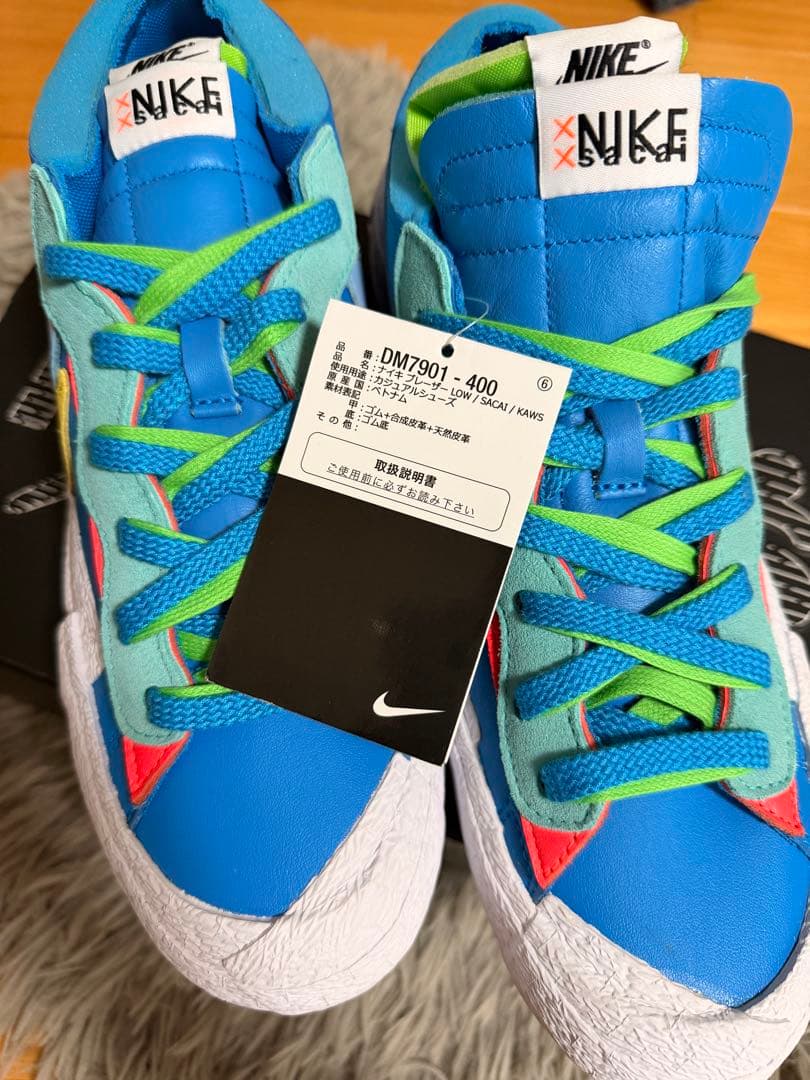 NIKE
××NIKE
sacai
NIKE®
××NIKE
sacai
品 番 : DM7901 - 400 ⑥
品 名 : ナイキ ブレーザー LOW / SACAI / KAWS
使用用途 : カジュアルシューズ
原 産 国 : ベトナム
素材表記
甲 : ゴム+合成皮革+天然皮革
底 : ゴム底
その他 :
取扱説明書
ご使用前に必ずお読み下さい